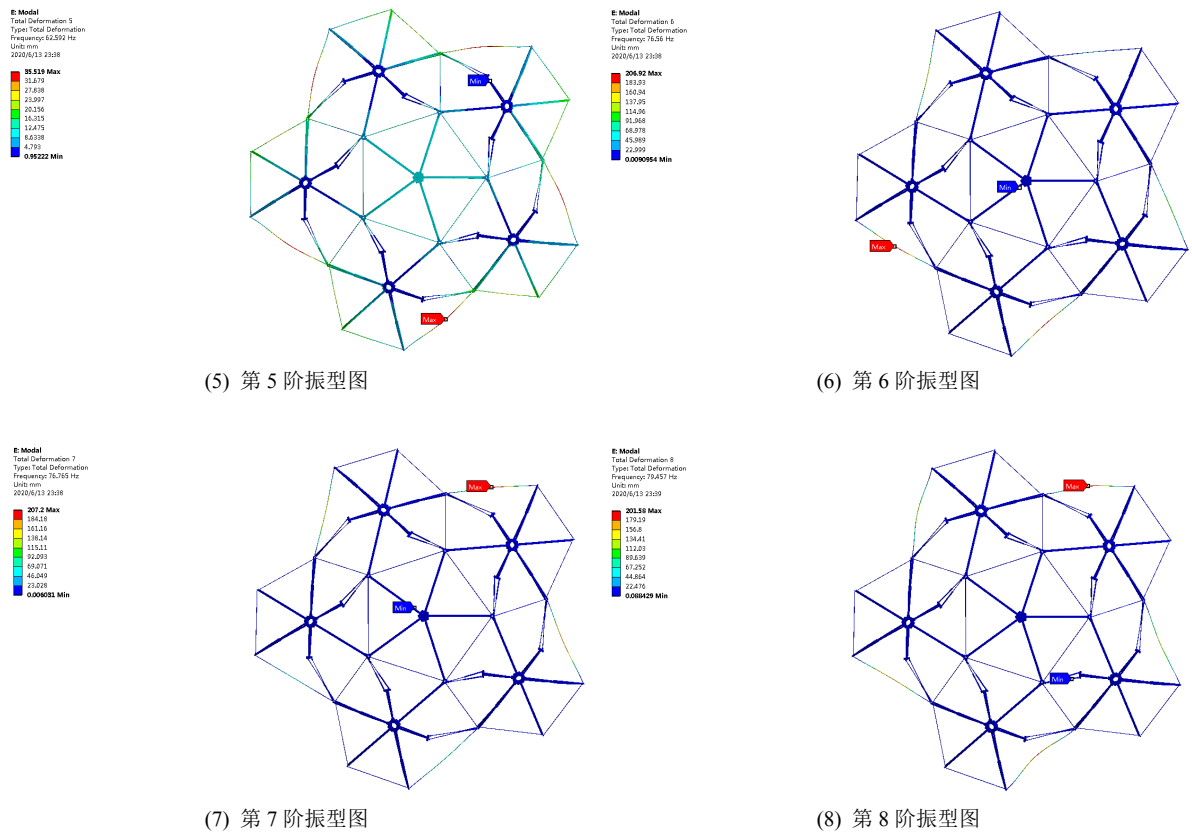 E: Modal
Total Deformation 5
Type: Total Deformation
Frequency: 62.592 Hz
Unit: mm
2020/6/13 23:38
35.519 Max
31.679
27.838
23.997
20.156
16.315
12.475
8.6338
4.793
0.95222 Min
Min
Max
(5) 第 5 阶振型图
E: Modal
Total Deformation 6
Type: Total Deformation
Frequency: 76.56 Hz
Unit: mm
2020/6/13 23:38
206.92 Max
183.93
160.94
137.95
114.96
91.968
68.978
45.989
22.999
0.0090954 Min
Min
Max
(6) 第 6 阶振型图
E: Modal
Total Deformation 7
Type: Total Deformation
Frequency: 76.765 Hz
Unit: mm
2020/6/13 23:38
207.2 Max
184.18
161.16
138.14
115.11
92.093
69.071
46.049
23.028
0.006031 Min
Max
Min
(7) 第 7 阶振型图
E: Modal
Total Deformation 8
Type: Total Deformation
Frequency: 79.457 Hz
Unit: mm
2020/6/13 23:39
201.58 Max
179.19
156.8
134.41
112.03
89.639
67.252
44.864
22.476
0.088429 Min
Max
Min
(8) 第 8 阶振型图